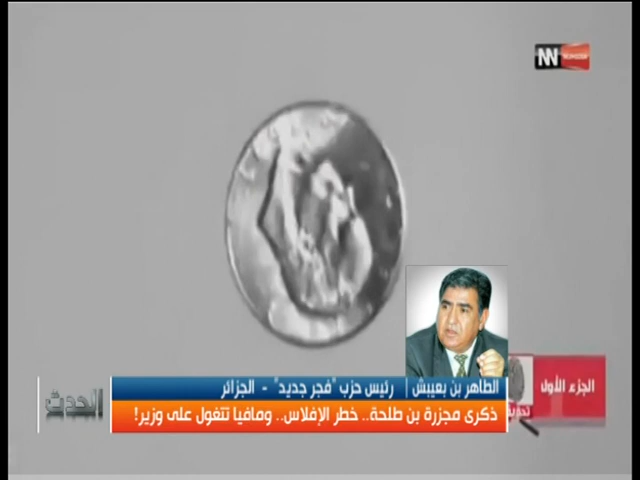 NN
الجزء الأول
الطاهر بن بعيبش | رئيس حزب "فجر جديد" - الجزائر
الحدث
ذكرى مجزرة بن طلحة.. خطر الإفلاس.. ومافيا تتغول على وزير!